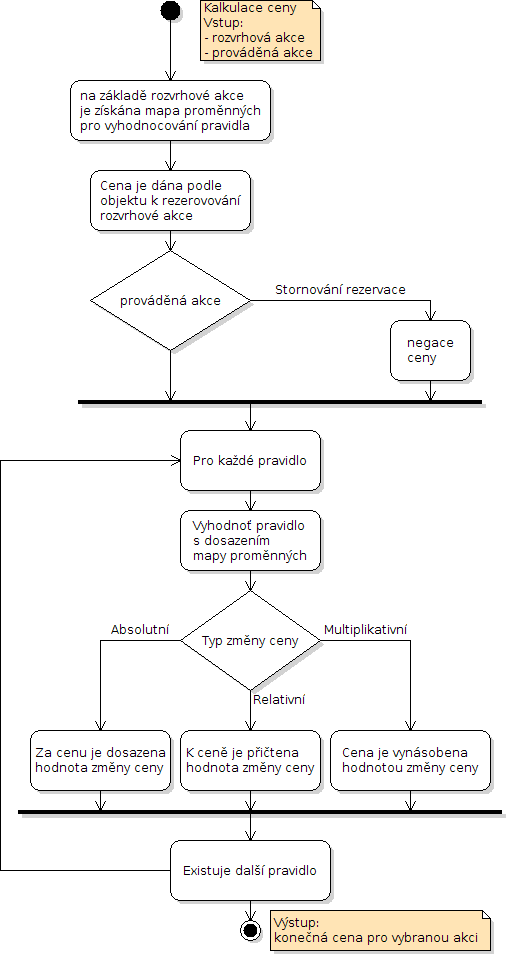 Kalkulace ceny
Vstup:
- rozvrhová akce
- prováděná akce
na základě rozvrhové akce
je získána mapa proměnných
pro vyhodnocování pravidla
Cena je dána podle
objektu k rezerovování
rozvrhové akce
prováděná akce
Stornování rezervace
negace
ceny
Pro každé pravidlo
Vyhodnoť pravidlo
s dosazením
mapy proměnných
Typ změny ceny
Absolutní
Multiplikativní
Relativní
Za cenu je dosazena
hodnota změny ceny
K ceně je přičtena
hodnota změny ceny
Cena je vynásobena
hodnotou změny ceny
Existuje další pravidlo
Výstup:
konečná cena pro vybranou akci